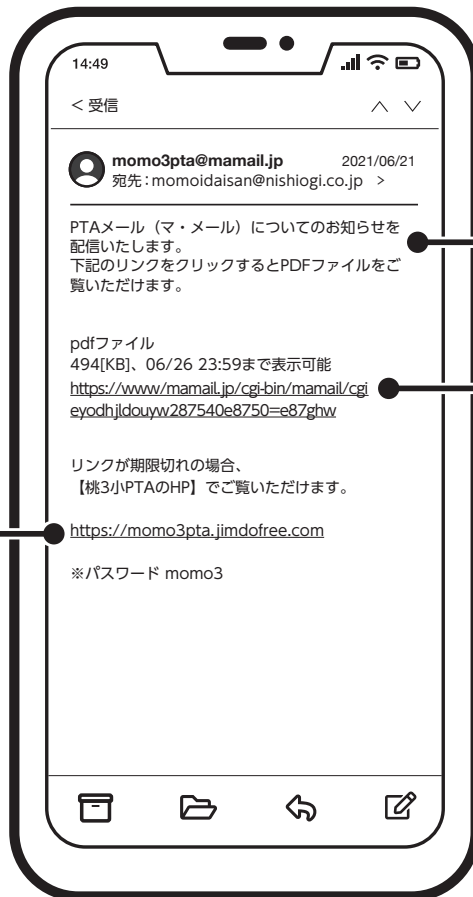 14:49
< 受信
momo3pta@mamail.jp 2021/06/21
宛先：momoidaisan@nishiogi.co.jp >
PTAメール（マ・メール）についてのお知らせを
配信いたします。
下記のリンクをクリックするとPDFファイルをご
覧いただけます。
pdfファイル
494[KB]、06/26 23:59まで表示可能
https://www/mamail.jp/cgi-bin/mamail/cgi
eyodhjldouyw287540e8750=e87ghw
リンクが期限切れの場合、
【桃3小PTAのHP】でご覧いただけます。
https://momo3pta.jimdofree.com
※パスワード momo3